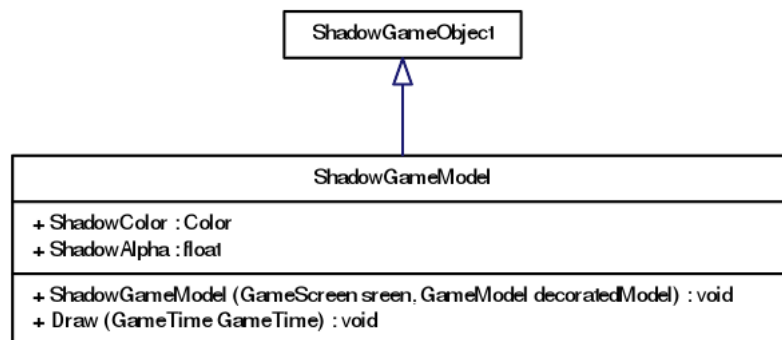 ShadowGameObject
ShadowGameModel
+ ShadowColor : Color
+ ShadowAlpha : float
+ ShadowGameModel (GameScreen sreen, GameModel decoratedModel) : void
+ Draw (GameTime GameTime) : void